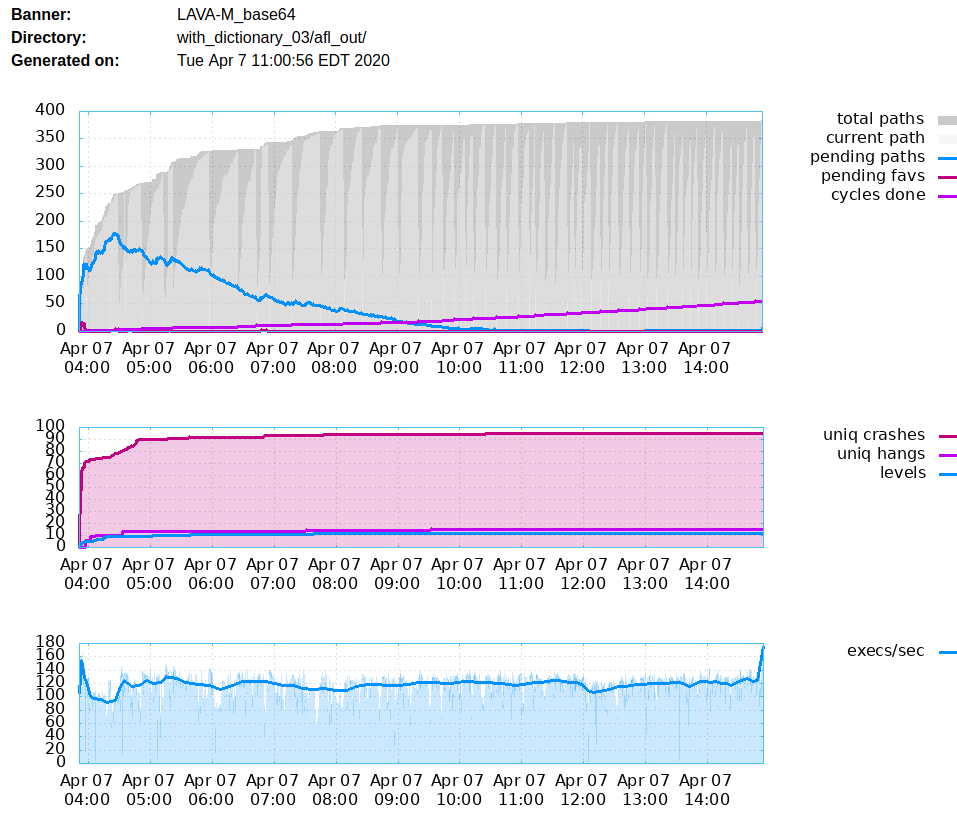 Banner: LAVA-M_base64
Directory: with_dictionary_03/afl_out/
Generated on: Tue Apr 7 11:00:56 EDT 2020
400
350
300
250
200
150
100
50
0
Apr 07 Apr 07 Apr 07 Apr 07 Apr 07 Apr 07 Apr 07 Apr 07 Apr 07 Apr 07 Apr 07
04:00 05:00 06:00 07:00 08:00 09:00 10:00 11:00 12:00 13:00 14:00
total paths
current path
pending paths
pending favs
cycles done
100
90
80
70
60
50
40
30
20
10
0
Apr 07 Apr 07 Apr 07 Apr 07 Apr 07 Apr 07 Apr 07 Apr 07 Apr 07 Apr 07 Apr 07
04:00 05:00 06:00 07:00 08:00 09:00 10:00 11:00 12:00 13:00 14:00
uniq crashes
uniq hangs
levels
180
160
140
120
100
80
60
40
20
0
Apr 07 Apr 07 Apr 07 Apr 07 Apr 07 Apr 07 Apr 07 Apr 07 Apr 07 Apr 07 Apr 07
04:00 05:00 06:00 07:00 08:00 09:00 10:00 11:00 12:00 13:00 14:00
execs/sec